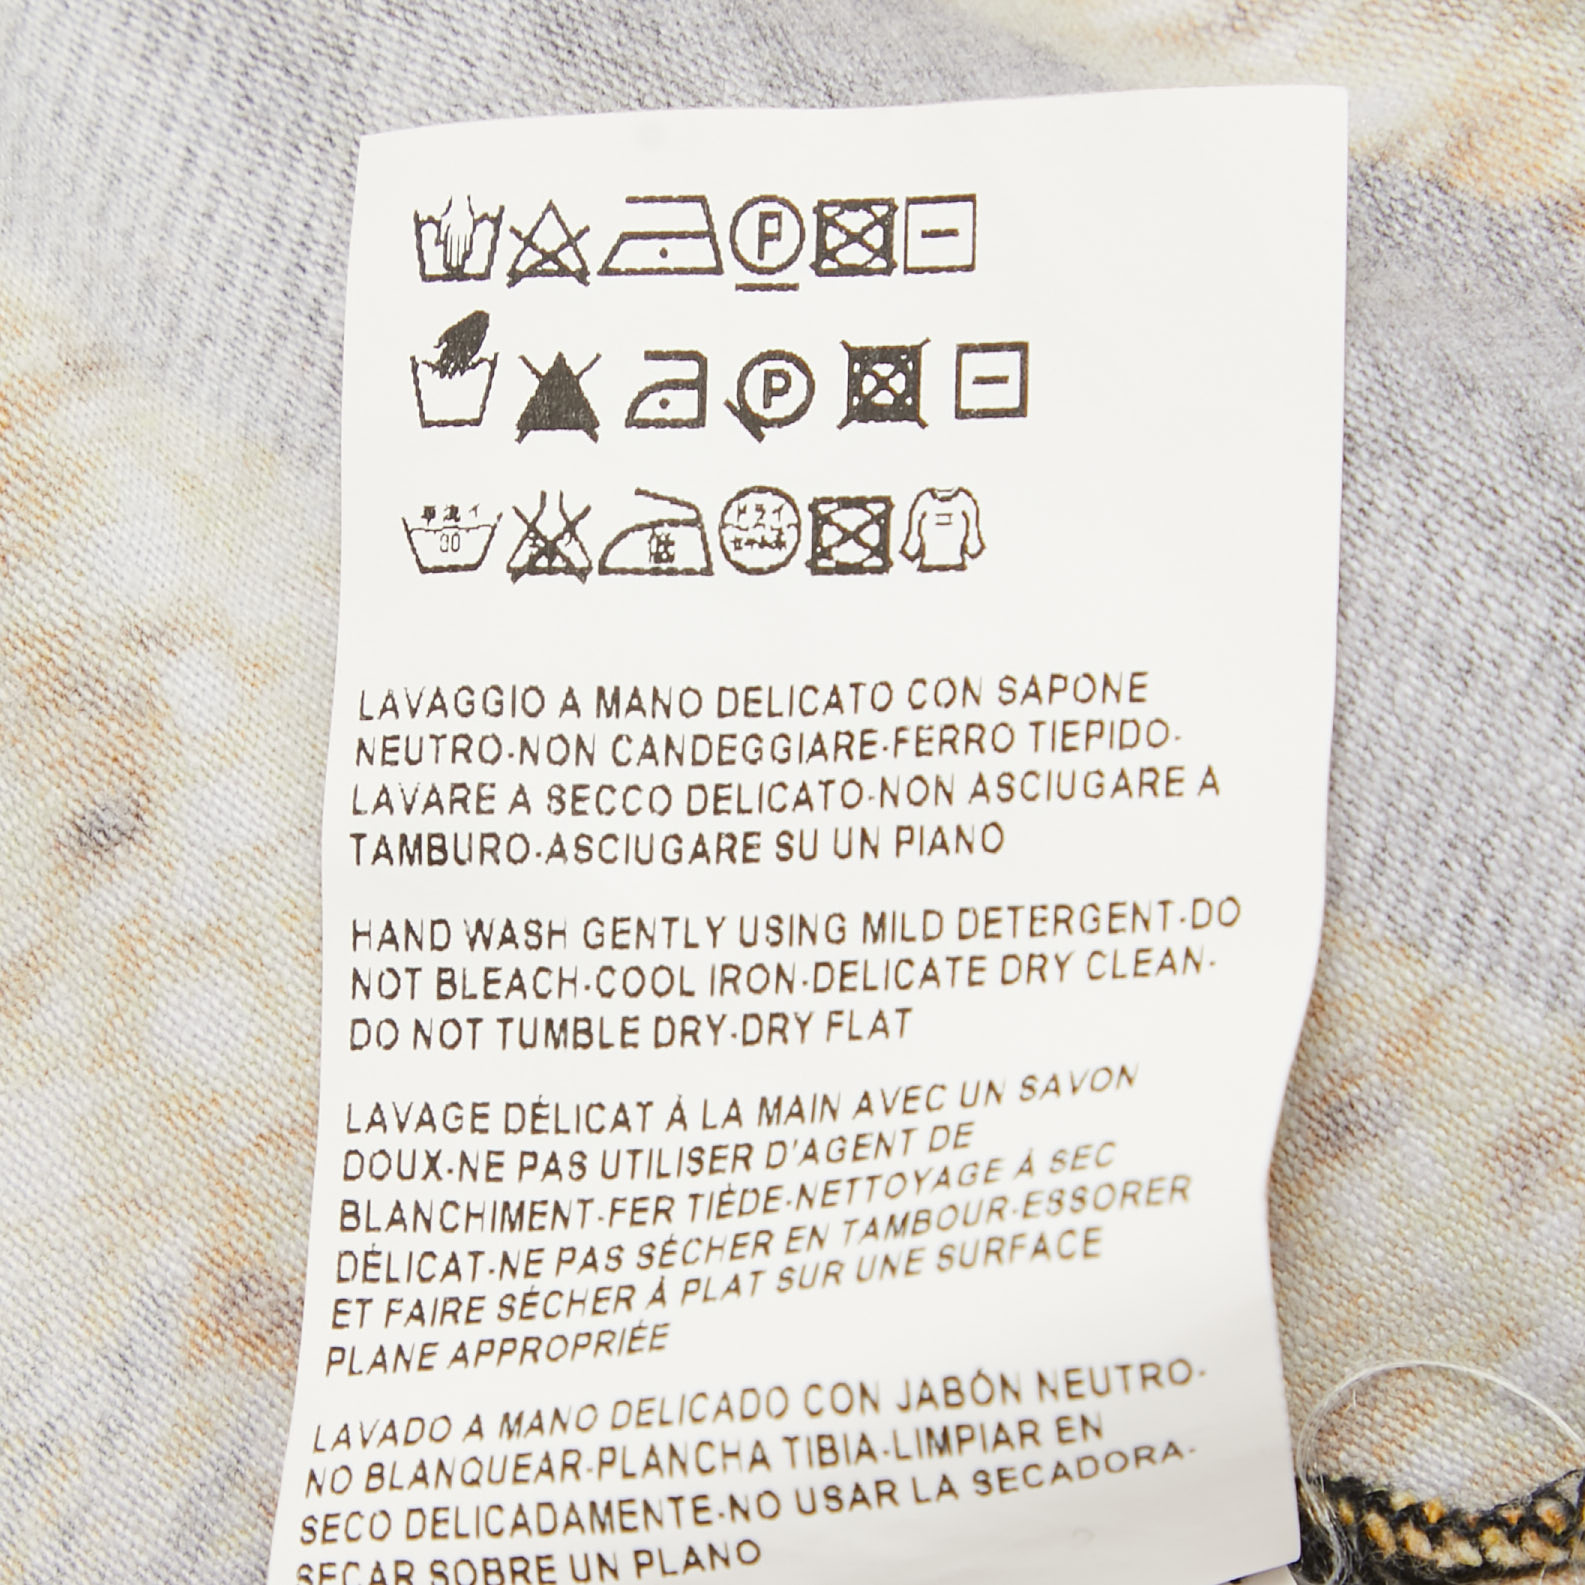 P
P
30
ドライ
LAVAGGIO A MANO DELICATO CON SAPONE
NEUTRO-NON CANDEGGIARE-FERRO TIEPIDO-
LAVARE A SECCO DELICATO-NON ASCIUGARE A
TAMBURO-ASCIUGARE SU UN PIANO
HAND WASH GENTLY USING MILD DETERGENT-DO
NOT BLEACH-COOL IRON-DELICATE DRY CLEAN-
DO NOT TUMBLE DRY-DRY FLAT
LAVAGE DÉLICAT À LA MAIN AVEC UN SAVON
DOUX-NE PAS UTILISER D'AGENT DE
BLANCHIMENT-FER TIÈDE-NETTOYAGE À SEC
DÉLICAT-NE PAS SÉCHER EN TAMBOUR-ESSORER
ET FAIRE SÉCHER À PLAT SUR UNE SURFACE
PLANE APPROPRIÉE
LAVADO A MANO DELICADO CON JABÓN NEUTRO-
NO BLANQUEAR-PLANCHA TIBIA-LIMPIAR EN
SECO DELICADAMENTE-NO USAR LA SECADORA-
SECAR SOBRE UN PLANO